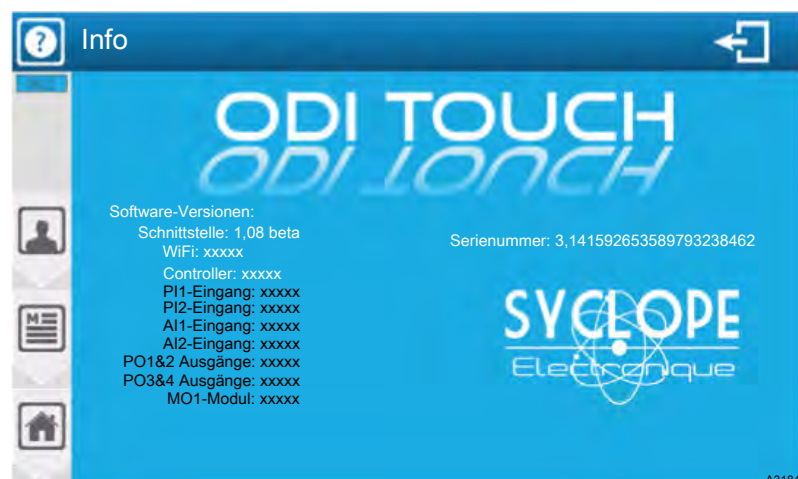 Info
ODI TOUCH
Software-Versionen:
Schnittstelle: 1,08 beta
WiFi: xxxxx
Serienummer: 3,141592653589793238462
Controller: xxxxx
PI1-Eingang: xxxxx
PI2-Eingang: xxxxx
AI1-Eingang: xxxxx
AI2-Eingang: xxxxx
PO1&2 Ausgänge: xxxxx
PO3&4 Ausgänge: xxxxx
MO1-Modul: xxxxx
SYCLOPE
Electronique